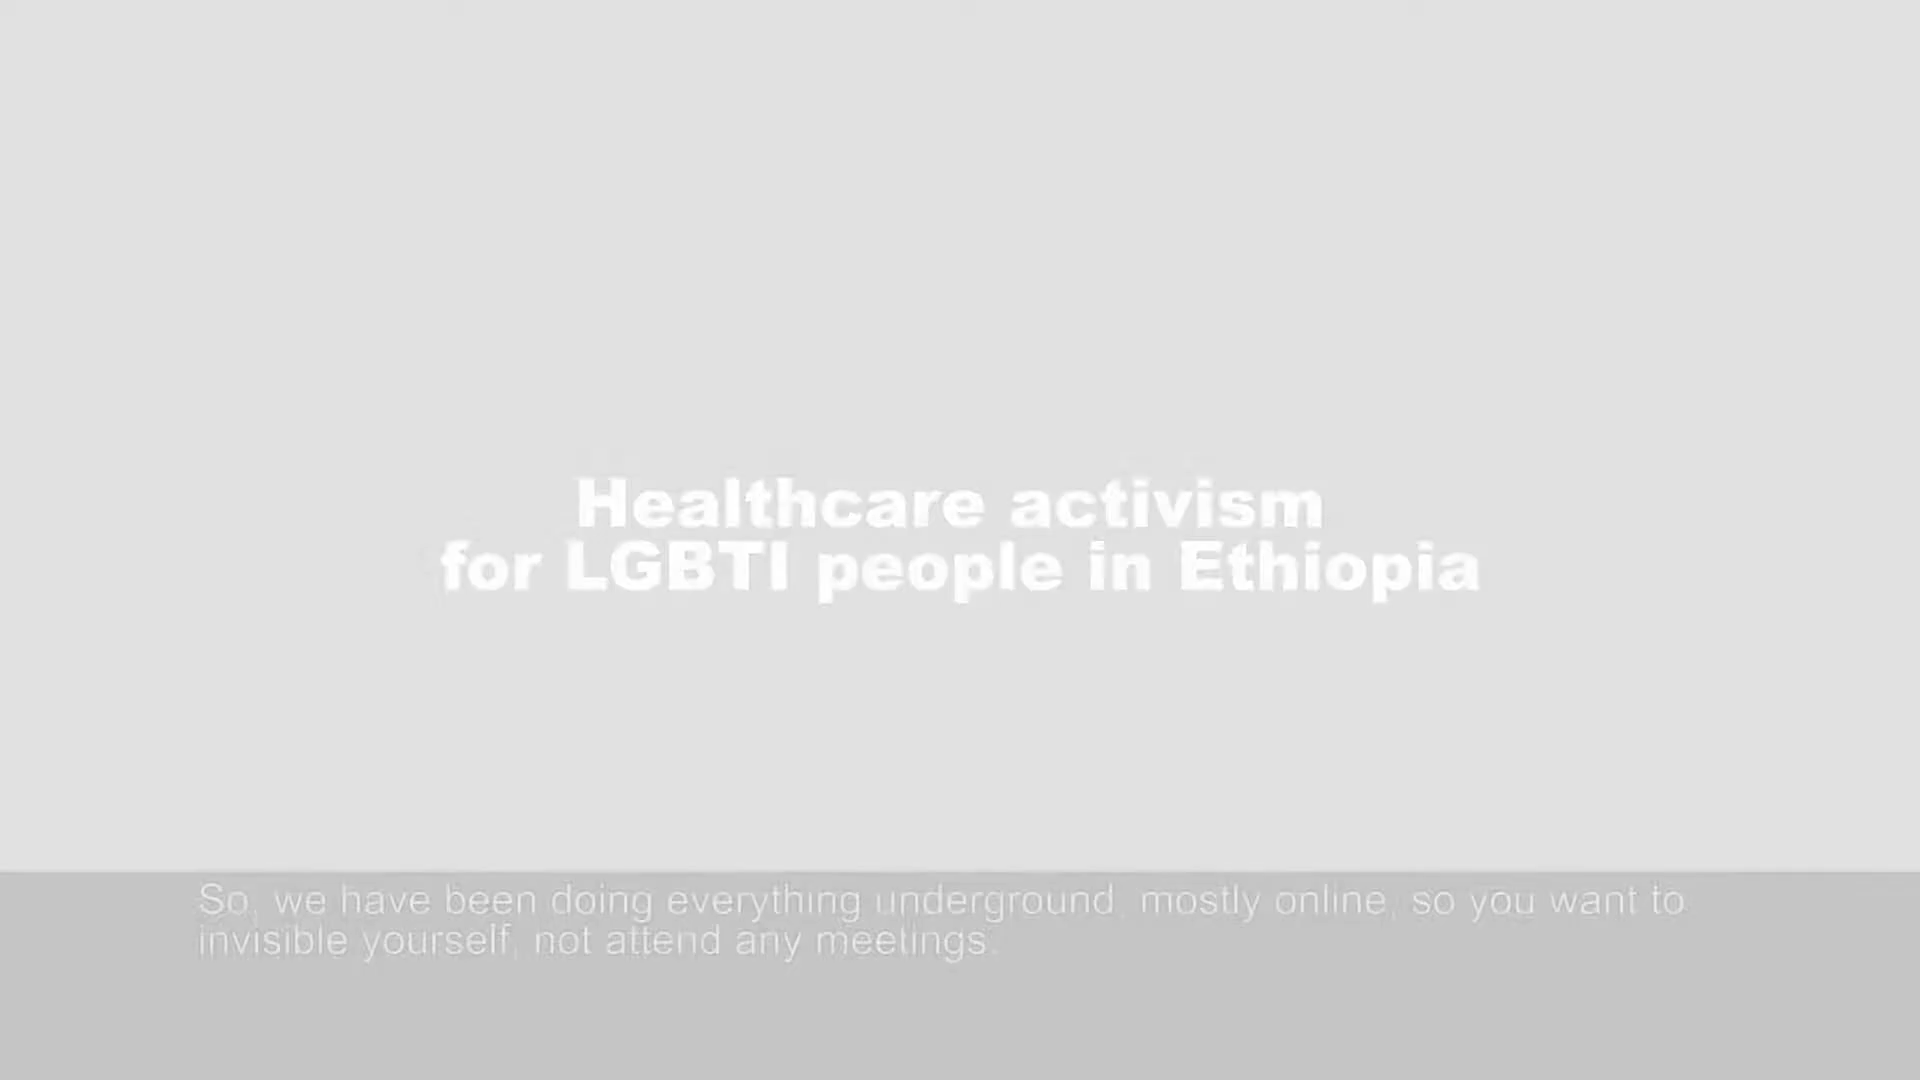 Healthcare activism
for LGBTI people in Ethiopia
So, we have been doing everything underground, mostly online, so you want to
invisible yourself, not attend any meetings.